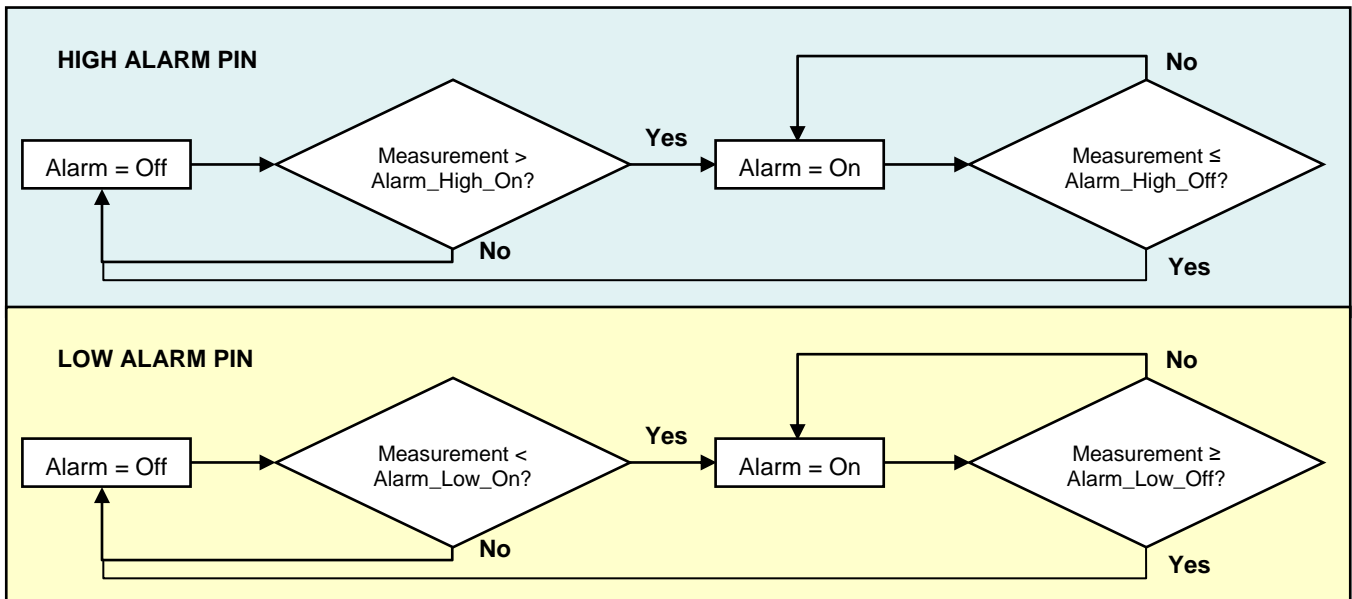 HIGH ALARM PIN
Alarm = Off
Measurement >
Alarm_High_On?
Yes
No
Alarm = On
Measurement ≤
Alarm_High_Off?
No
Yes
LOW ALARM PIN
Alarm = Off
Measurement <
Alarm_Low_On?
Yes
No
Alarm = On
Measurement ≥
Alarm_Low_Off?
No
Yes